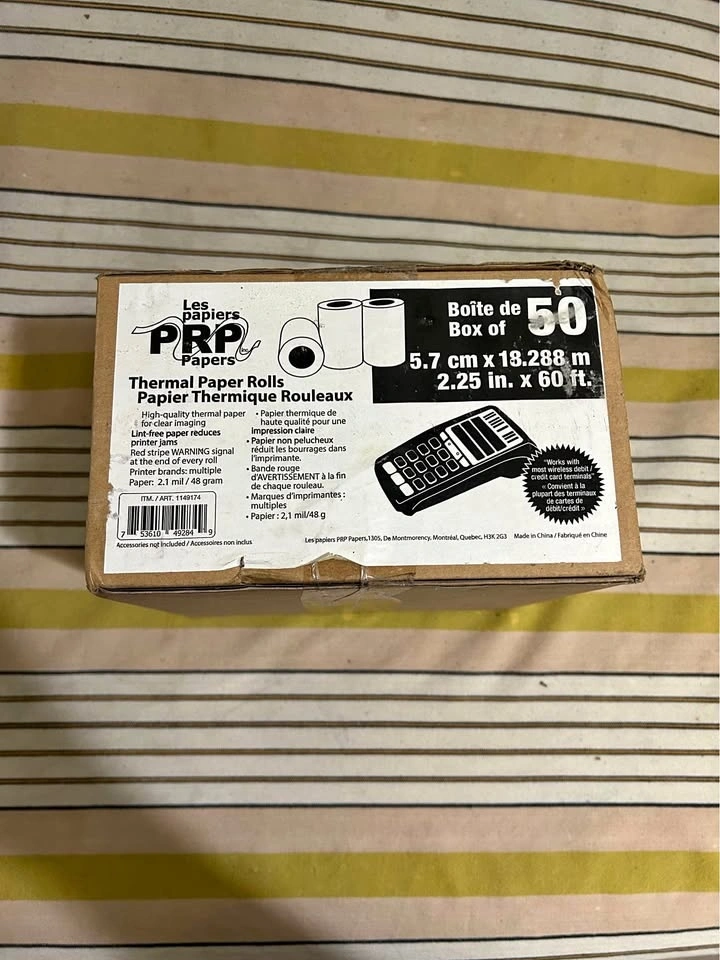 Les
papiers
PRP inc.
Papers
Boîte de
Box of
50
5.7 cm x 18.288 m
2.25 in. x 60 ft.
Thermal Paper Rolls
Papier Thermique Rouleaux
High-quality thermal paper
for clear imaging
Lint-free paper reduces
printer jams
Red stripe WARNING signal
at the end of every roll
Printer brands: multiple
Paper: 2.1 mil / 48 gram
• Papier thermique de
haute qualité pour une
impression claire
• Papier non pelucheux
réduit les bourrages dans
l'imprimante.
• Bande rouge
d'AVERTISSEMENT à la fin
de chaque rouleau.
• Marques d'imprimantes :
multiples
• Papier : 2,1 mil/48 g
"Works with
most wireless debit /
credit card terminals"
« Convient à la
plupart des terminaux
de cartes de
débit/crédit »
ITM. / ART. 1149174
7 53610 49284 9
Accessories not Included / Accessoires non inclus
Les papiers PRP Papers,1305, De Montmorency, Montréal, Quebec, H3K 2G3 Made in China / Fabriqué en Chine